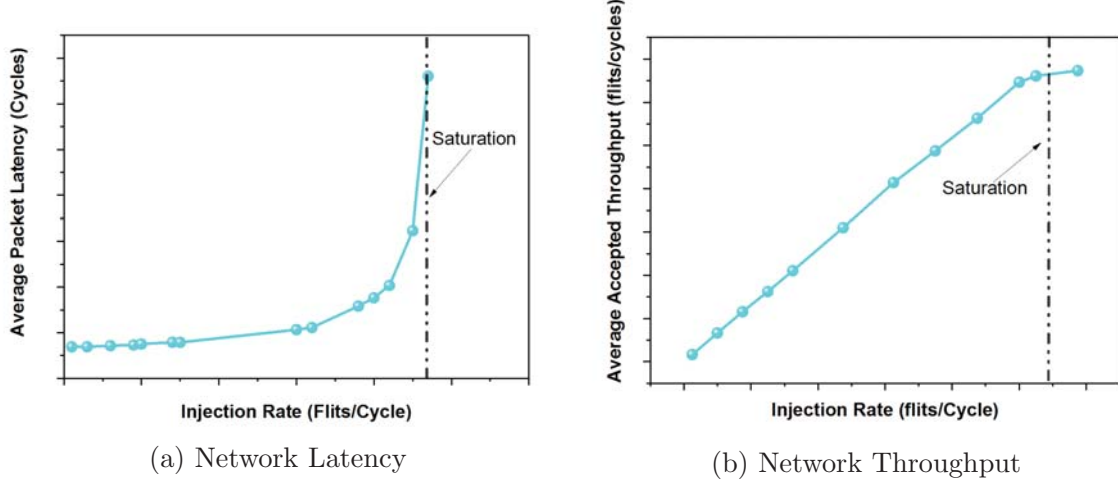 Average Packet Latency (Cycles)
Saturation
Injection Rate (Flits/Cycle)
(a) Network Latency
Average Accepted Throughput (flits/cycles)
Saturation
Injection Rate (flits/Cycle)
(b) Network Throughput